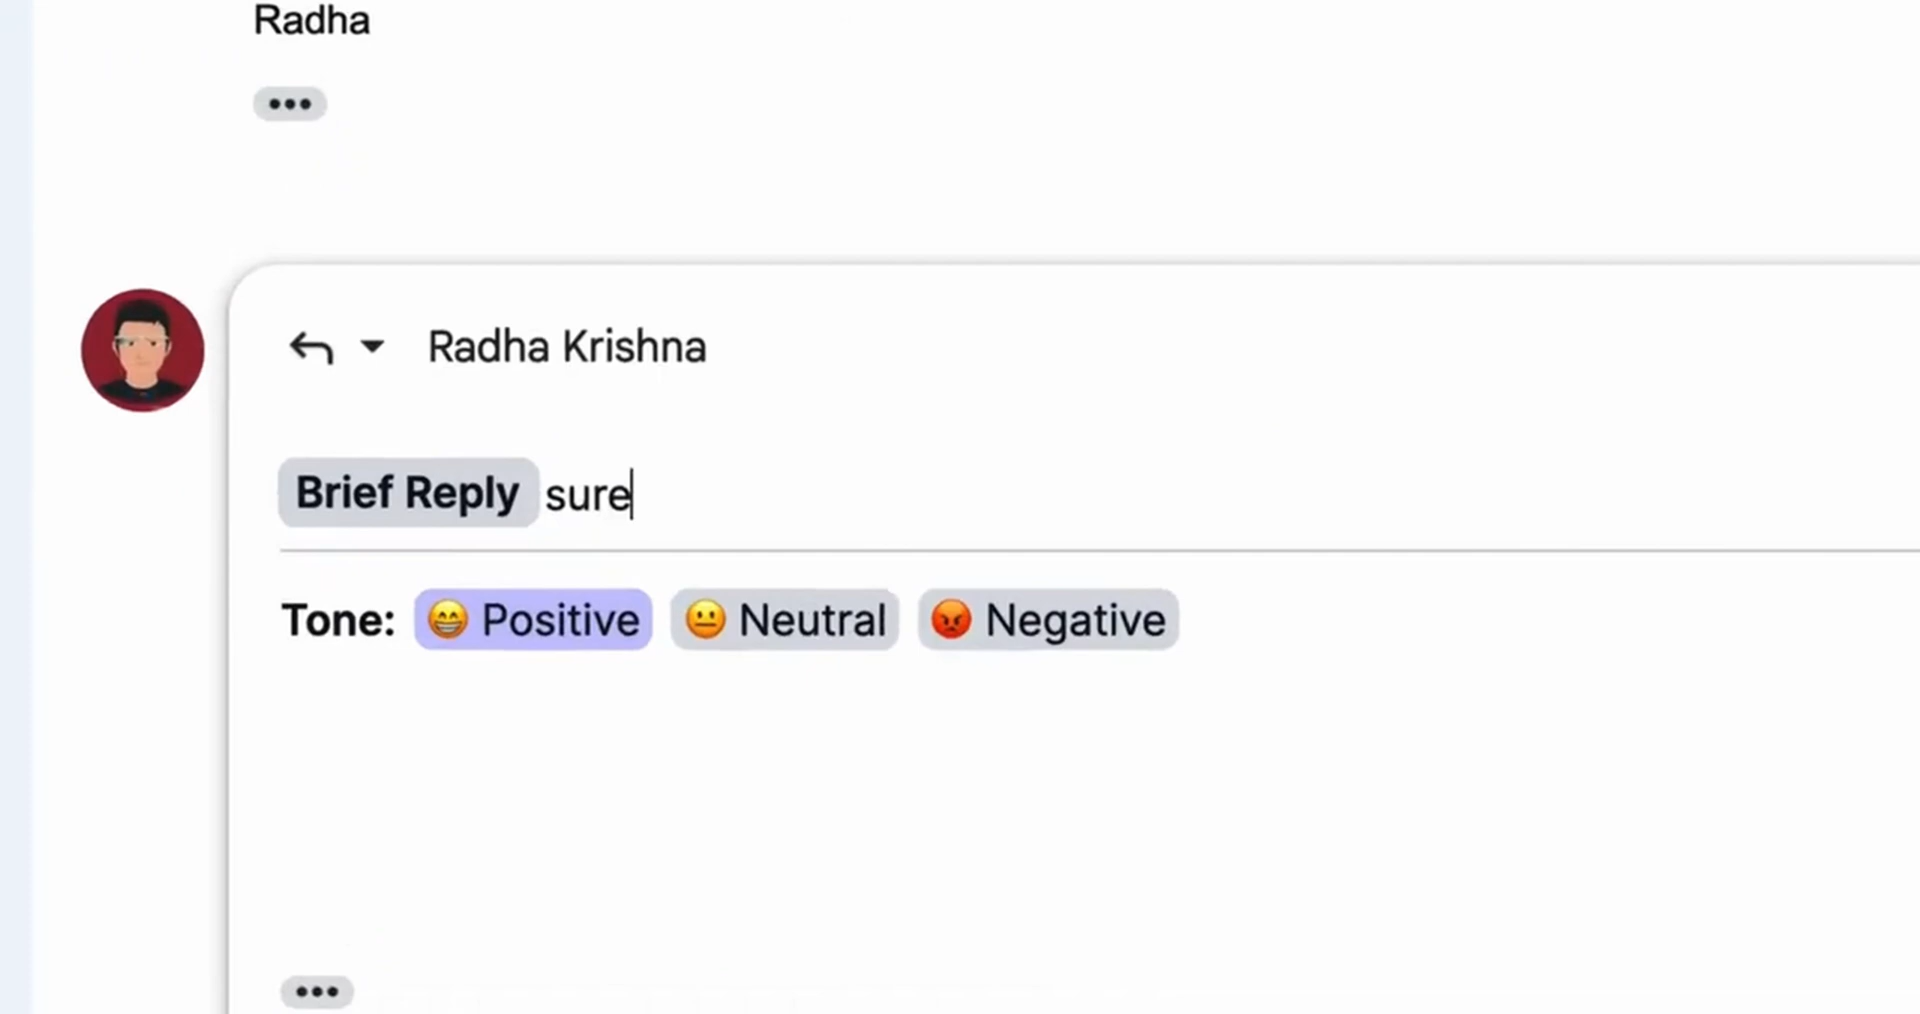 Radha
Radha Krishna
Brief Reply sure
Tone: Positive Neutral Negative